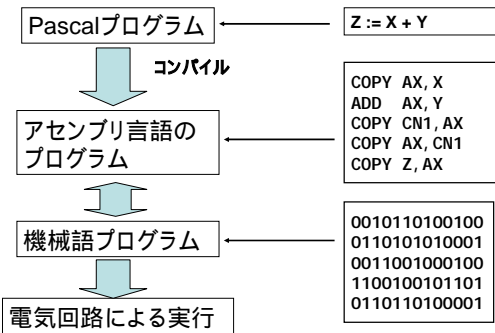 Pascalプログラム
Z := X + Y
コンパイル
アセンブリ言語の
プログラム
COPY AX,X
ADD AX,Y
COPY CN1,AX
COPY AX,CN1
COPY Z,AX
機械語プログラム
0010110100100
0110101010001
0011001000100
1100100101101
0110110100001
電気回路による実行